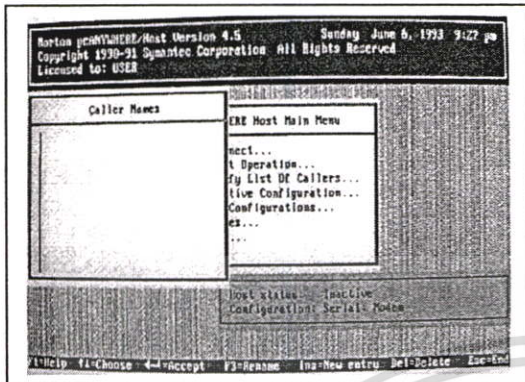 Norton pcANYWHERE/Host Version 4.5 Sunday June 6, 1993 9:27 pm
Copyright 1990-91 Symantec Corporation All Rights Reserved
Licensed to: USER
Caller Names
ERE Host Main Menu
nect...
t Operation...
fy List Of Callers...
tive Configuration...
Configurations...
es...
...
Host status: Inactive
Configuration: Serial: Modem
F1=Help ↑↓=Choose ↵=Accept F3=Rename Ins=New entry Del=Delete Esc=End